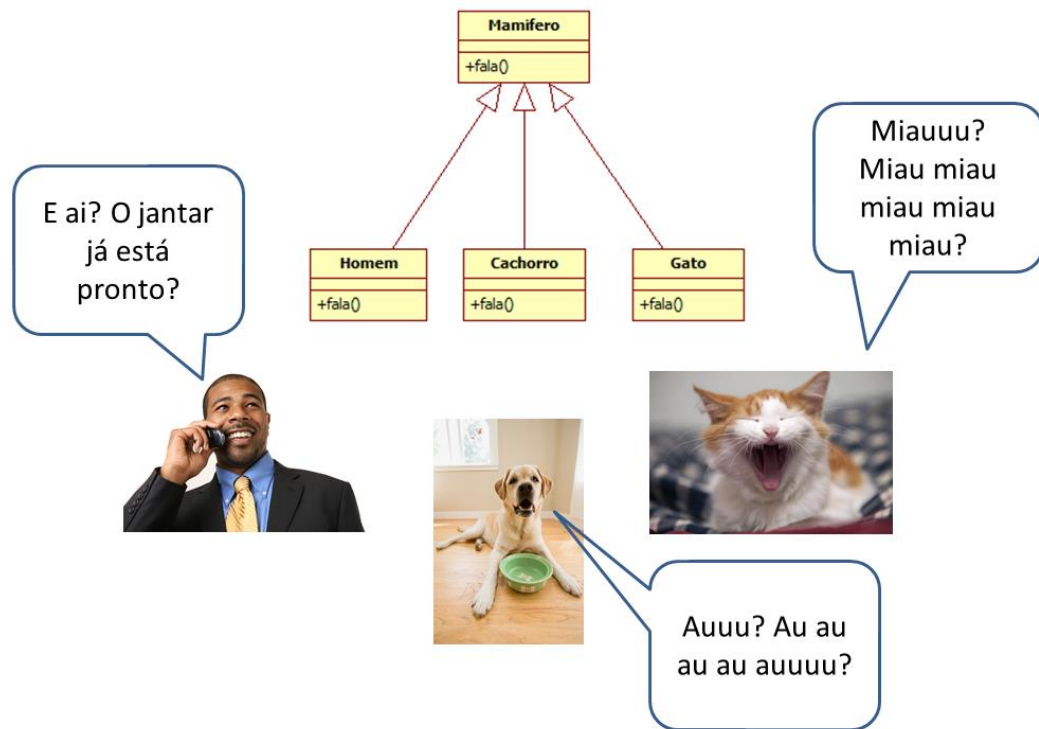 Mamifero
+fala()
E ai? O jantar
já está
pronto?
Miauuu?
Miau miau
miau miau
miau?
Homem
+fala()
Cachorro
+fala()
Gato
+fala()
Auuu? Au au
au au auuuu?